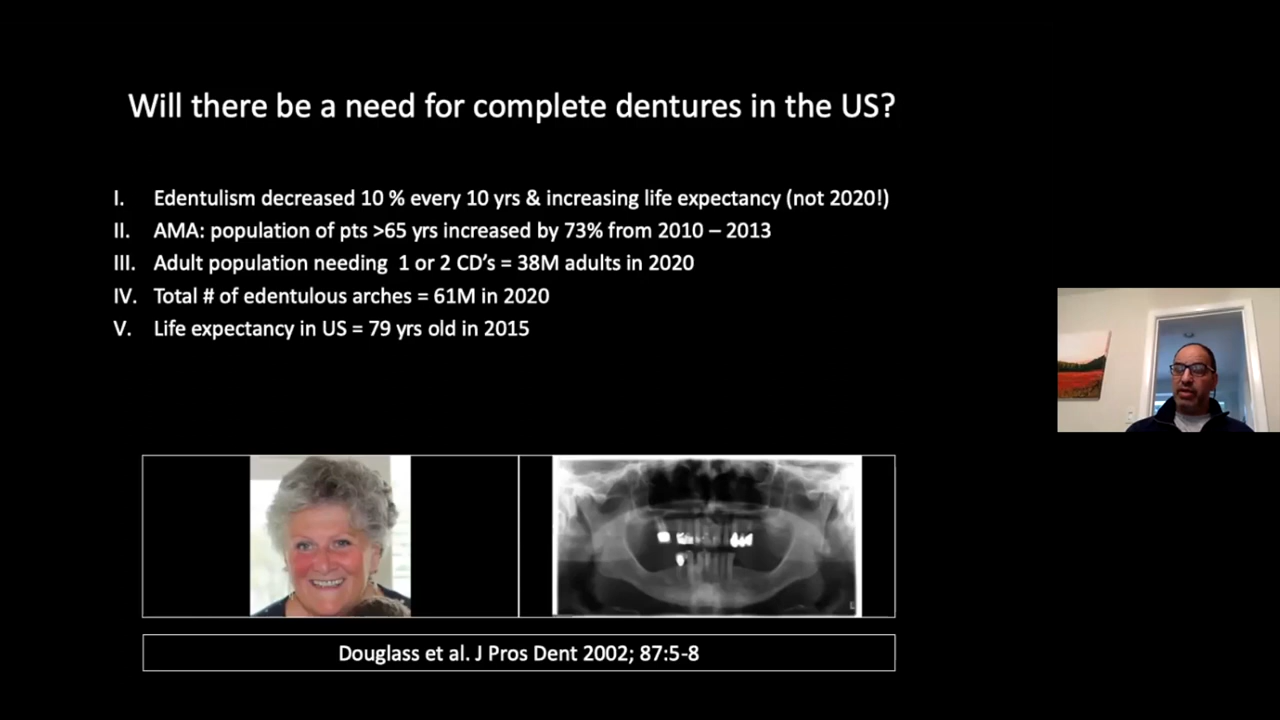 Will there be a need for complete dentures in the US?
I. Edentulism decreased 10 % every 10 yrs & increasing life expectancy (not 2020!)
II. AMA: population of pts >65 yrs increased by 73% from 2010 – 2013
III. Adult population needing 1 or 2 CD's = 38M adults in 2020
IV. Total # of edentulous arches = 61M in 2020
V. Life expectancy in US = 79 yrs old in 2015
L
Douglass et al. J Pros Dent 2002; 87:5-8